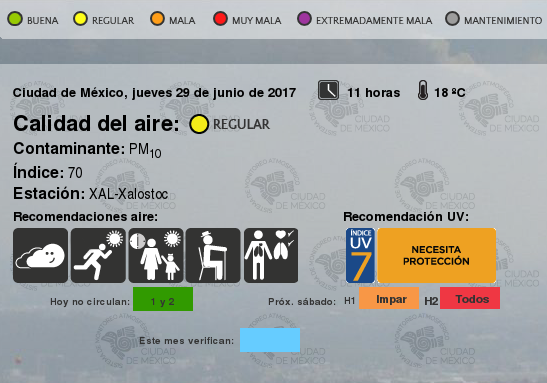 BUENA REGULAR MALA MUY MALA EXTREMADAMENTE MALA MANTENIMIENTO
Ciudad de México, jueves 29 de junio de 2017 11 horas 18 ºC
Calidad del aire: REGULAR
Contaminante: PM10
Índice: 70
Estación: XAL-Xalostoc
Recomendaciones aire: Recomendación UV:
ÍNDICE
UV
7
NECESITA
PROTECCIÓN
Hoy no circulan: 1 y 2 Próx. sábado: H1 Impar H2 Todos
Este mes verifican:
CIUDAD
DE MÉXICO